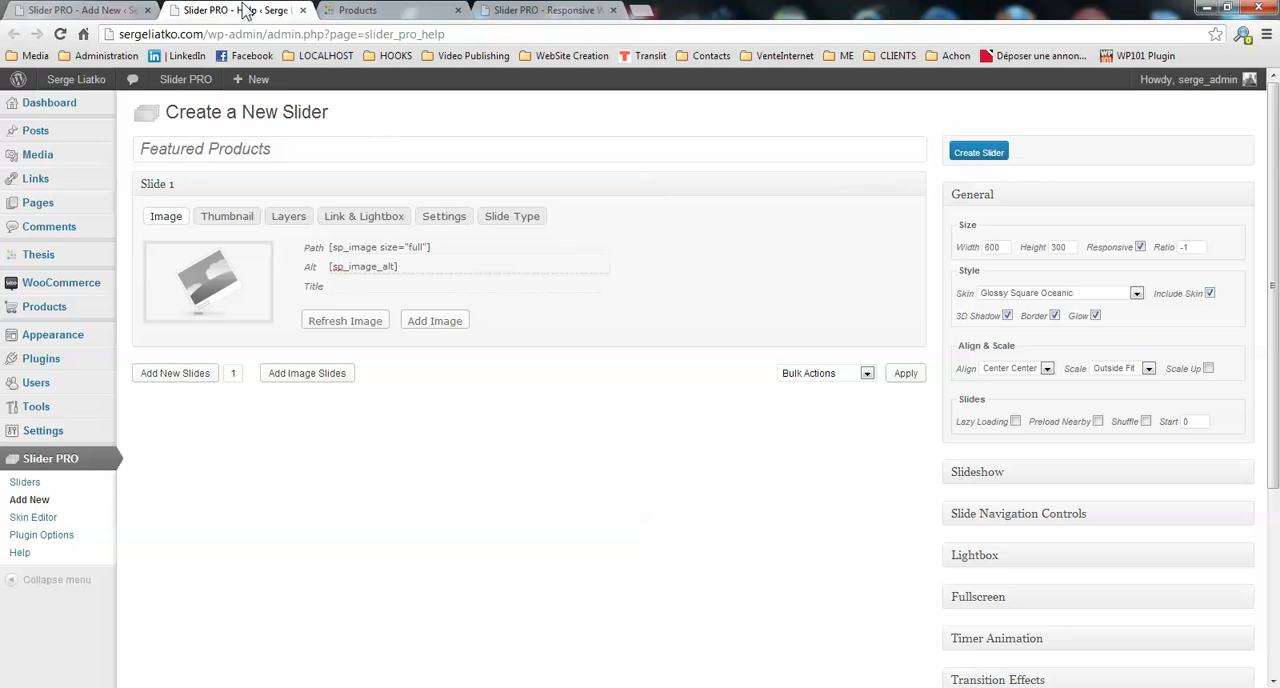 Slider PRO - Add New ‹ Se
Slider PRO - Help ‹ Serge L
Products
Slider PRO - Responsive W
sergeliatko.com/wp-admin/admin.php?page=slider_pro_help
Media
Administration
LinkedIn
Facebook
LOCALHOST
HOOKS
Video Publishing
WebSite Creation
Translit
Contacts
VenteInternet
ME
CLIENTS
Achon
Déposer une annon...
WP101 Plugin
Serge Liatko
Slider PRO
+ New
Howdy, serge_admin
Dashboard
Posts
Media
Links
Pages
Comments
Thesis
WooCommerce
Products
Appearance
Plugins
Users
Tools
Settings
Slider PRO
Sliders
Add New
Skin Editor
Plugin Options
Help
Collapse menu
Create a New Slider
Featured Products
Slide 1
Image Thumbnail Layers Link & Lightbox Settings Slide Type
Path [sp_image size="full"]
Alt [sp_image_alt]
Title
Refresh Image Add Image
Add New Slides 1 Add Image Slides Bulk Actions Apply
Create Slider
General
Size
Width 600 Height 300 Responsive Ratio -1
Style
Skin Glossy Square Oceanic Include Skin
3D Shadow Border Glow
Align & Scale
Align Center Center Scale Outside Fit Scale Up
Slides
Lazy Loading Preload Nearby Shuffle Start 0
Slideshow
Slide Navigation Controls
Lightbox
Fullscreen
Timer Animation
Transition Effects